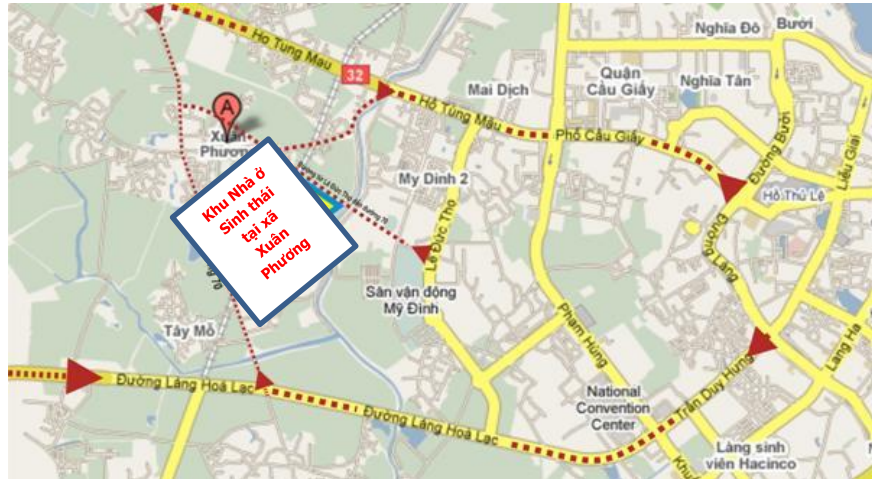 Nghĩa Đô
Bưởi
Ho Tung Mau
32
Quận
Cầu Giấy
Nghĩa Tân
Mai Dịch
Hồ Tùng Mậu
A
Xuân
Phương
Phố Cầu Giấy
Đường Bưởi
Liễu Giai
My Dinh 2
Hồ Thủ Lệ
Khu Nhà ở
Sinh thái
tại xã
Xuân
Phương
Lê Đức Thọ
Đường Láng
70
Sân vận động
Mỹ Đình
Phạm Hùng
Tây Mỗ
Lang Ha
Trần Duy Hưng
Đường Láng Hoà Lạc
Đường Láng Hoà Lạc
National
Convention
Center
Làng sinh
viên Hacinco